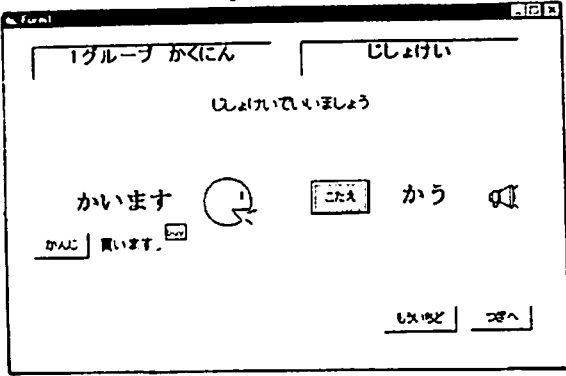 Form1
1グループ かくにん じしょけい
じしょけいでいいましょう
かいます こたえ かう
かんじ 買います。
もういちど つぎへ